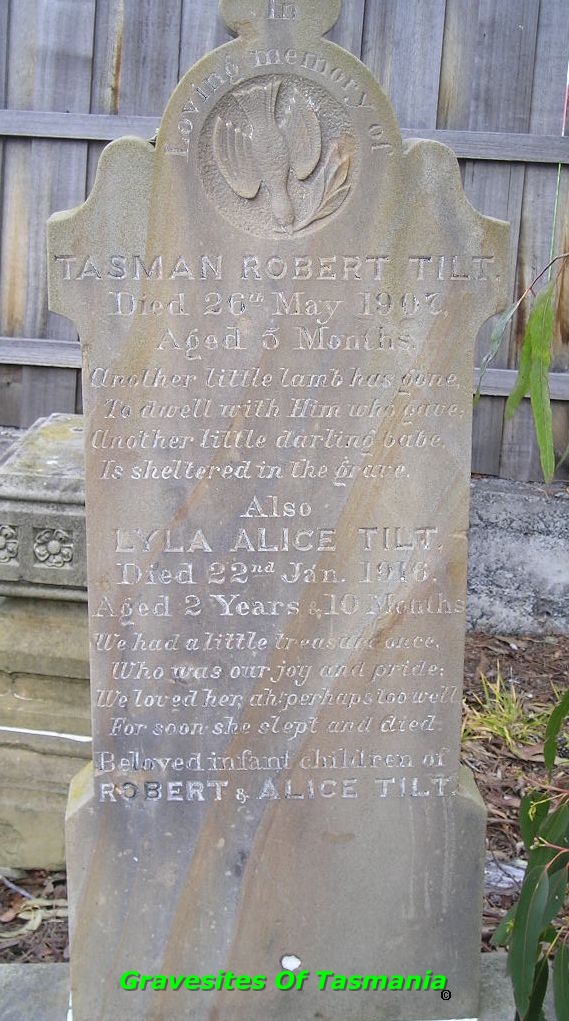 In
Loving memory of
TASMAN ROBERT TILT.
Died 26th May 1907,
Aged 5 Months.
Another little lamb has gone,
To dwell with Him who gave;
Another little darling babe,
Is sheltered in the grave.
Also
LYLA ALICE TILT.
Died 22nd Jan. 1916.
Aged 2 Years & 10 Months
We had a little treasure once,
Who was our joy and pride;
We loved her, ah! perhaps too well
For soon she slept and died.
Beloved infant children of
ROBERT & ALICE TILT.
Gravesites Of Tasmania
©